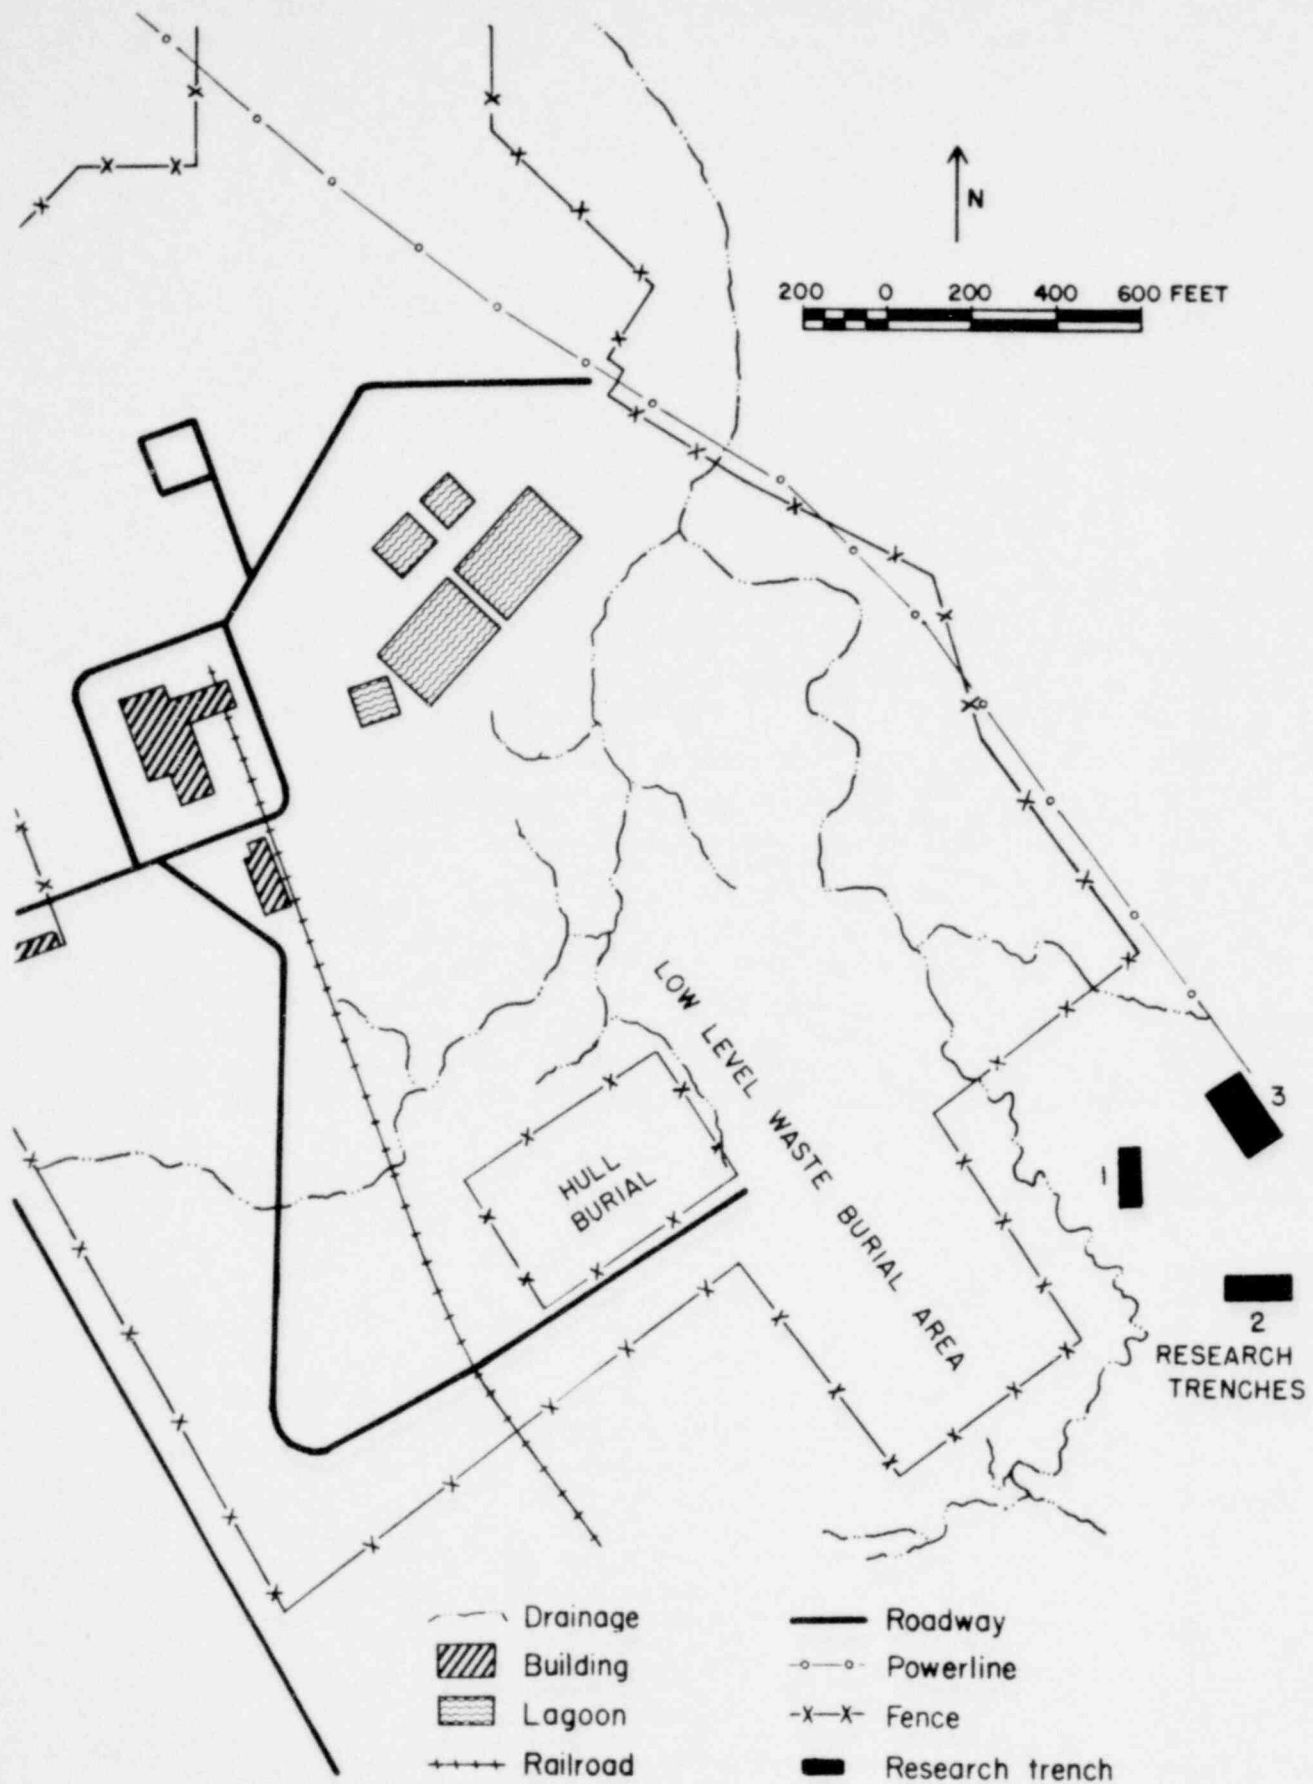 N
200 0 200 400 600 FEET
LOW LEVEL WASTE BURIAL AREA
HULL
BURIAL
3
1
2
RESEARCH
TRENCHES
Drainage
Building
Lagoon
Railroad
Roadway
Powerline
Fence
Research trench